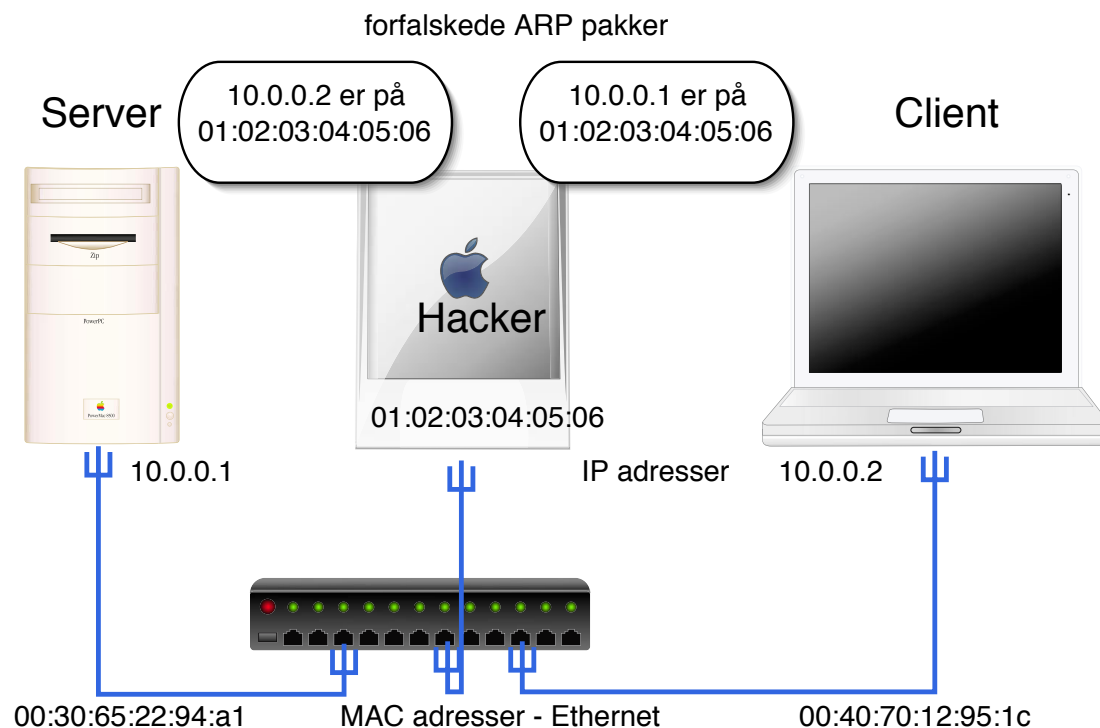 forfalskede ARP pakker
Server
10.0.0.2 er på
01:02:03:04:05:06
10.0.0.1 er på
01:02:03:04:05:06
Client
Zip
PowerPC
Hacker
01:02:03:04:05:06
10.0.0.1
IP adresser
10.0.0.2
00:30:65:22:94:a1
MAC adresser - Ethernet
00:40:70:12:95:1c